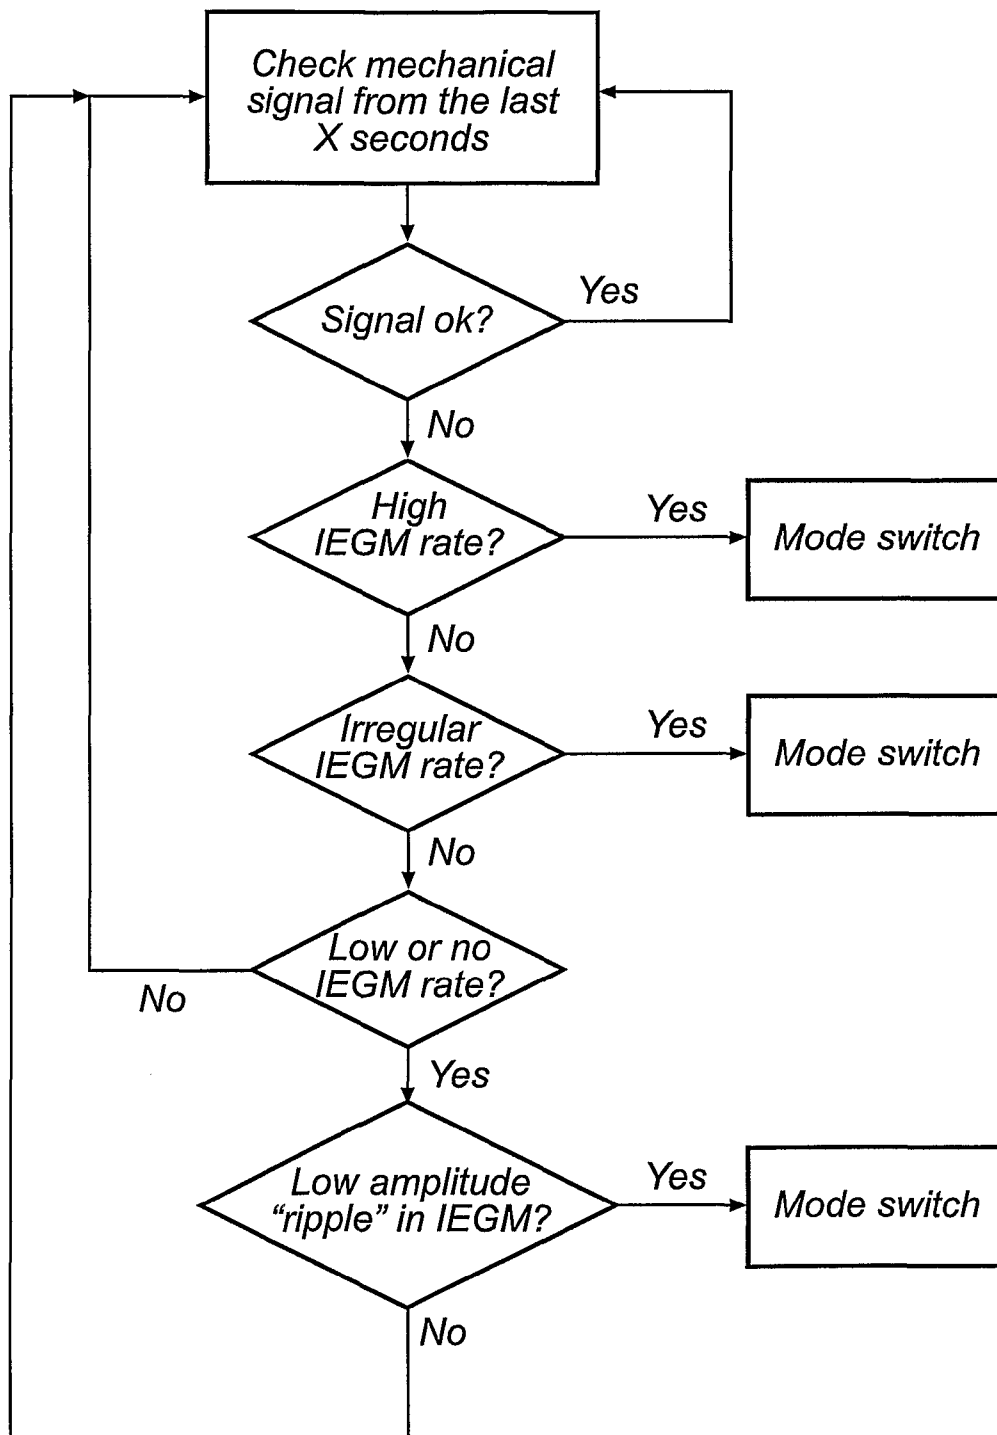 Check mechanical
signal from the last
X seconds
Signal ok?
Yes
No
High
IEGM rate?
Yes
Mode switch
No
Irregular
IEGM rate?
Yes
Mode switch
No
Low or no
IEGM rate?
No
Yes
Low amplitude
“ripple” in IEGM?
Yes
Mode switch
No